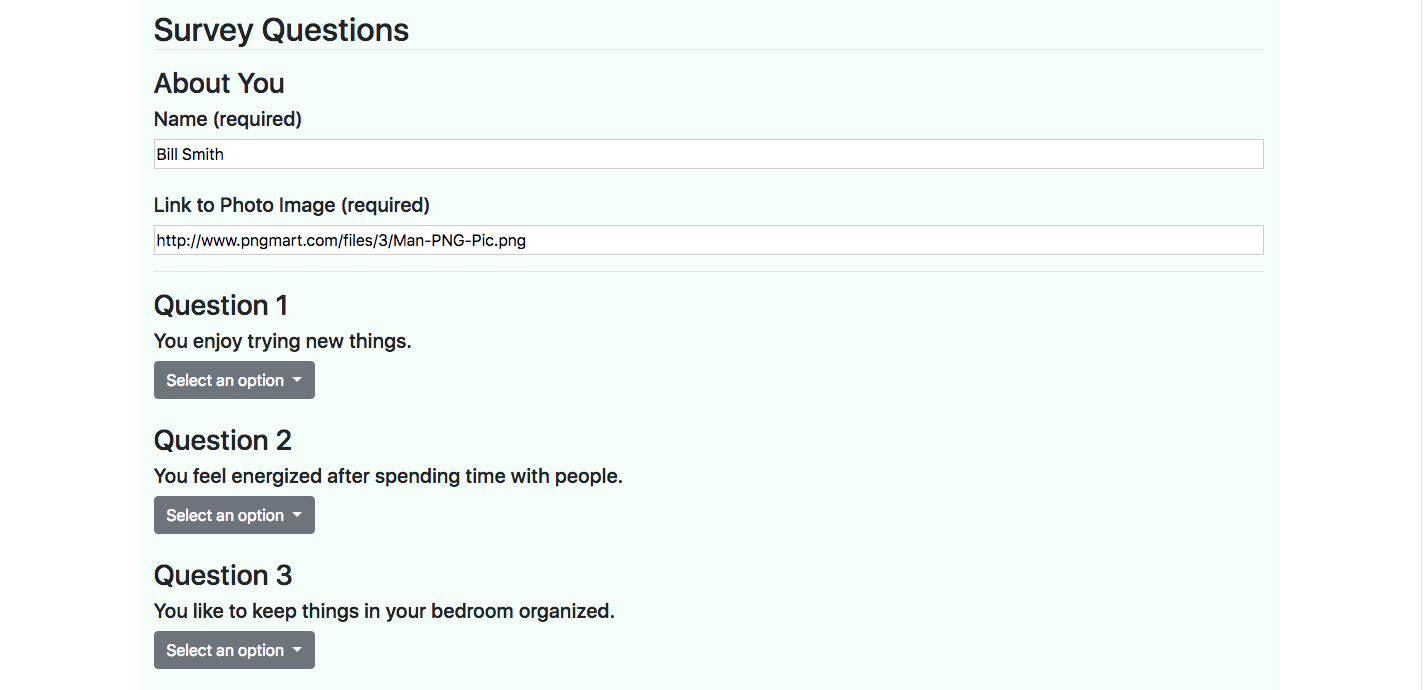 Survey Questions
About You
Name (required)
Bill Smith
Link to Photo Image (required)
http://www.pngmart.com/files/3/Man-PNG-Pic.png
Question 1
You enjoy trying new things.
Select an option
Question 2
You feel energized after spending time with people.
Select an option
Question 3
You like to keep things in your bedroom organized.
Select an option